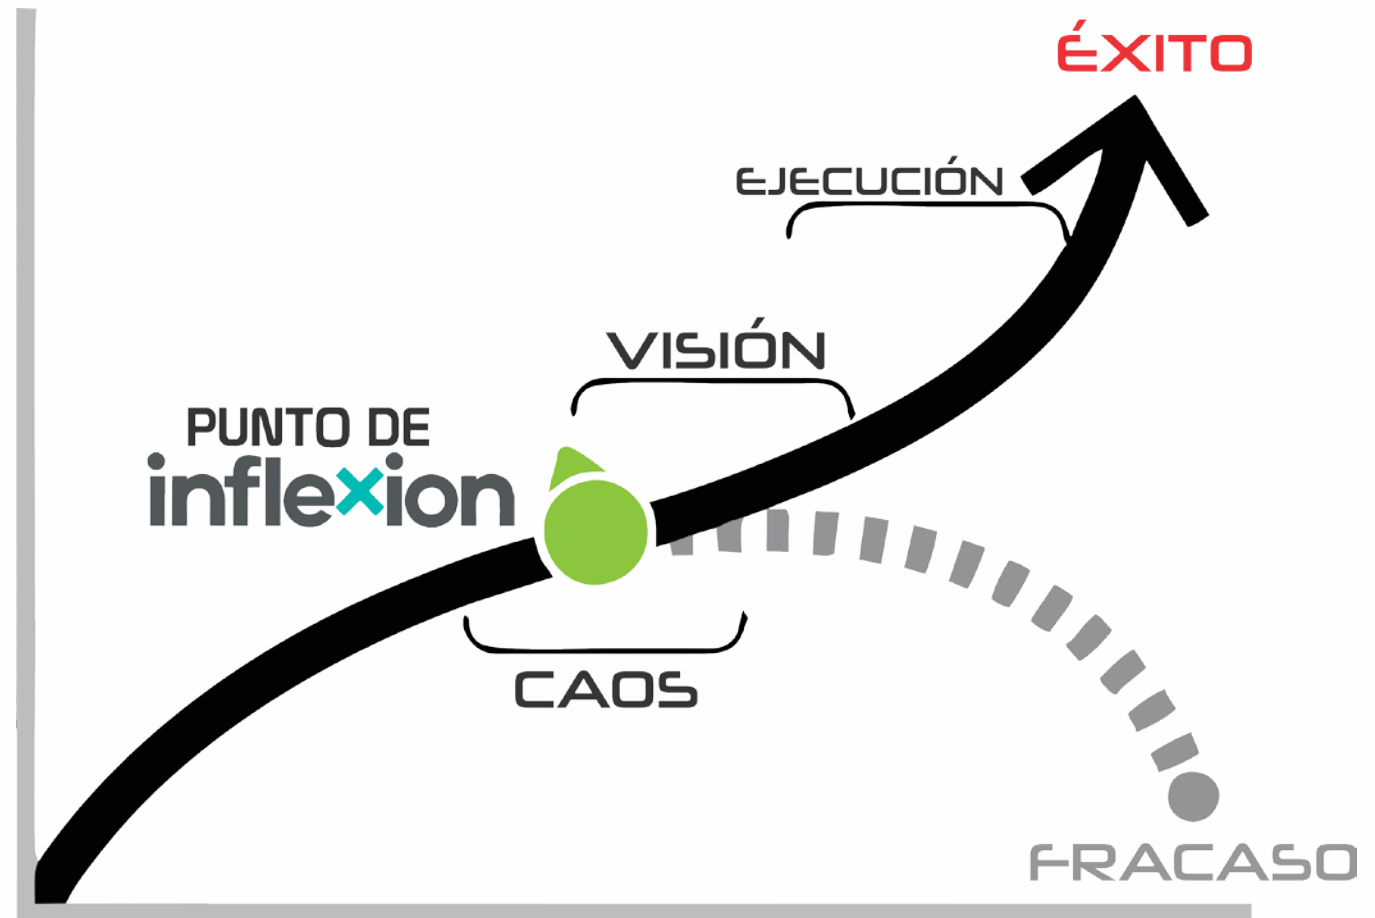 ÉXITO
EJECUCIÓN
VISIÓN
PUNTO DE
inflexion
CAOS
FRACASO